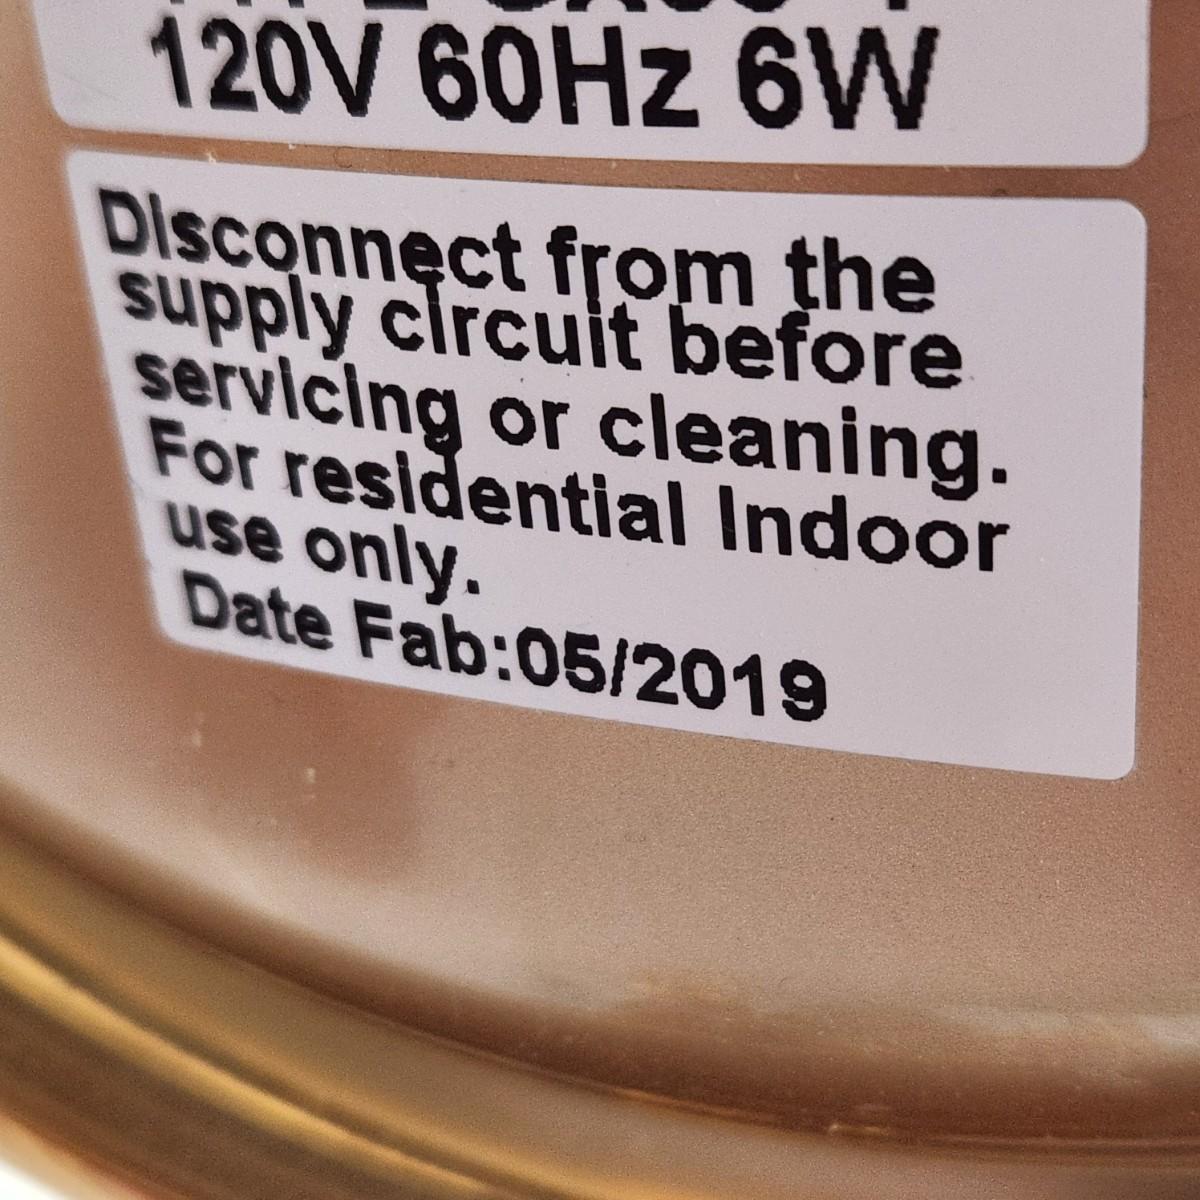 120V 60Hz 6W
Disconnect from the
supply circuit before
servicing or cleaning.
For residential Indoor
use only.
Date Fab:05/2019